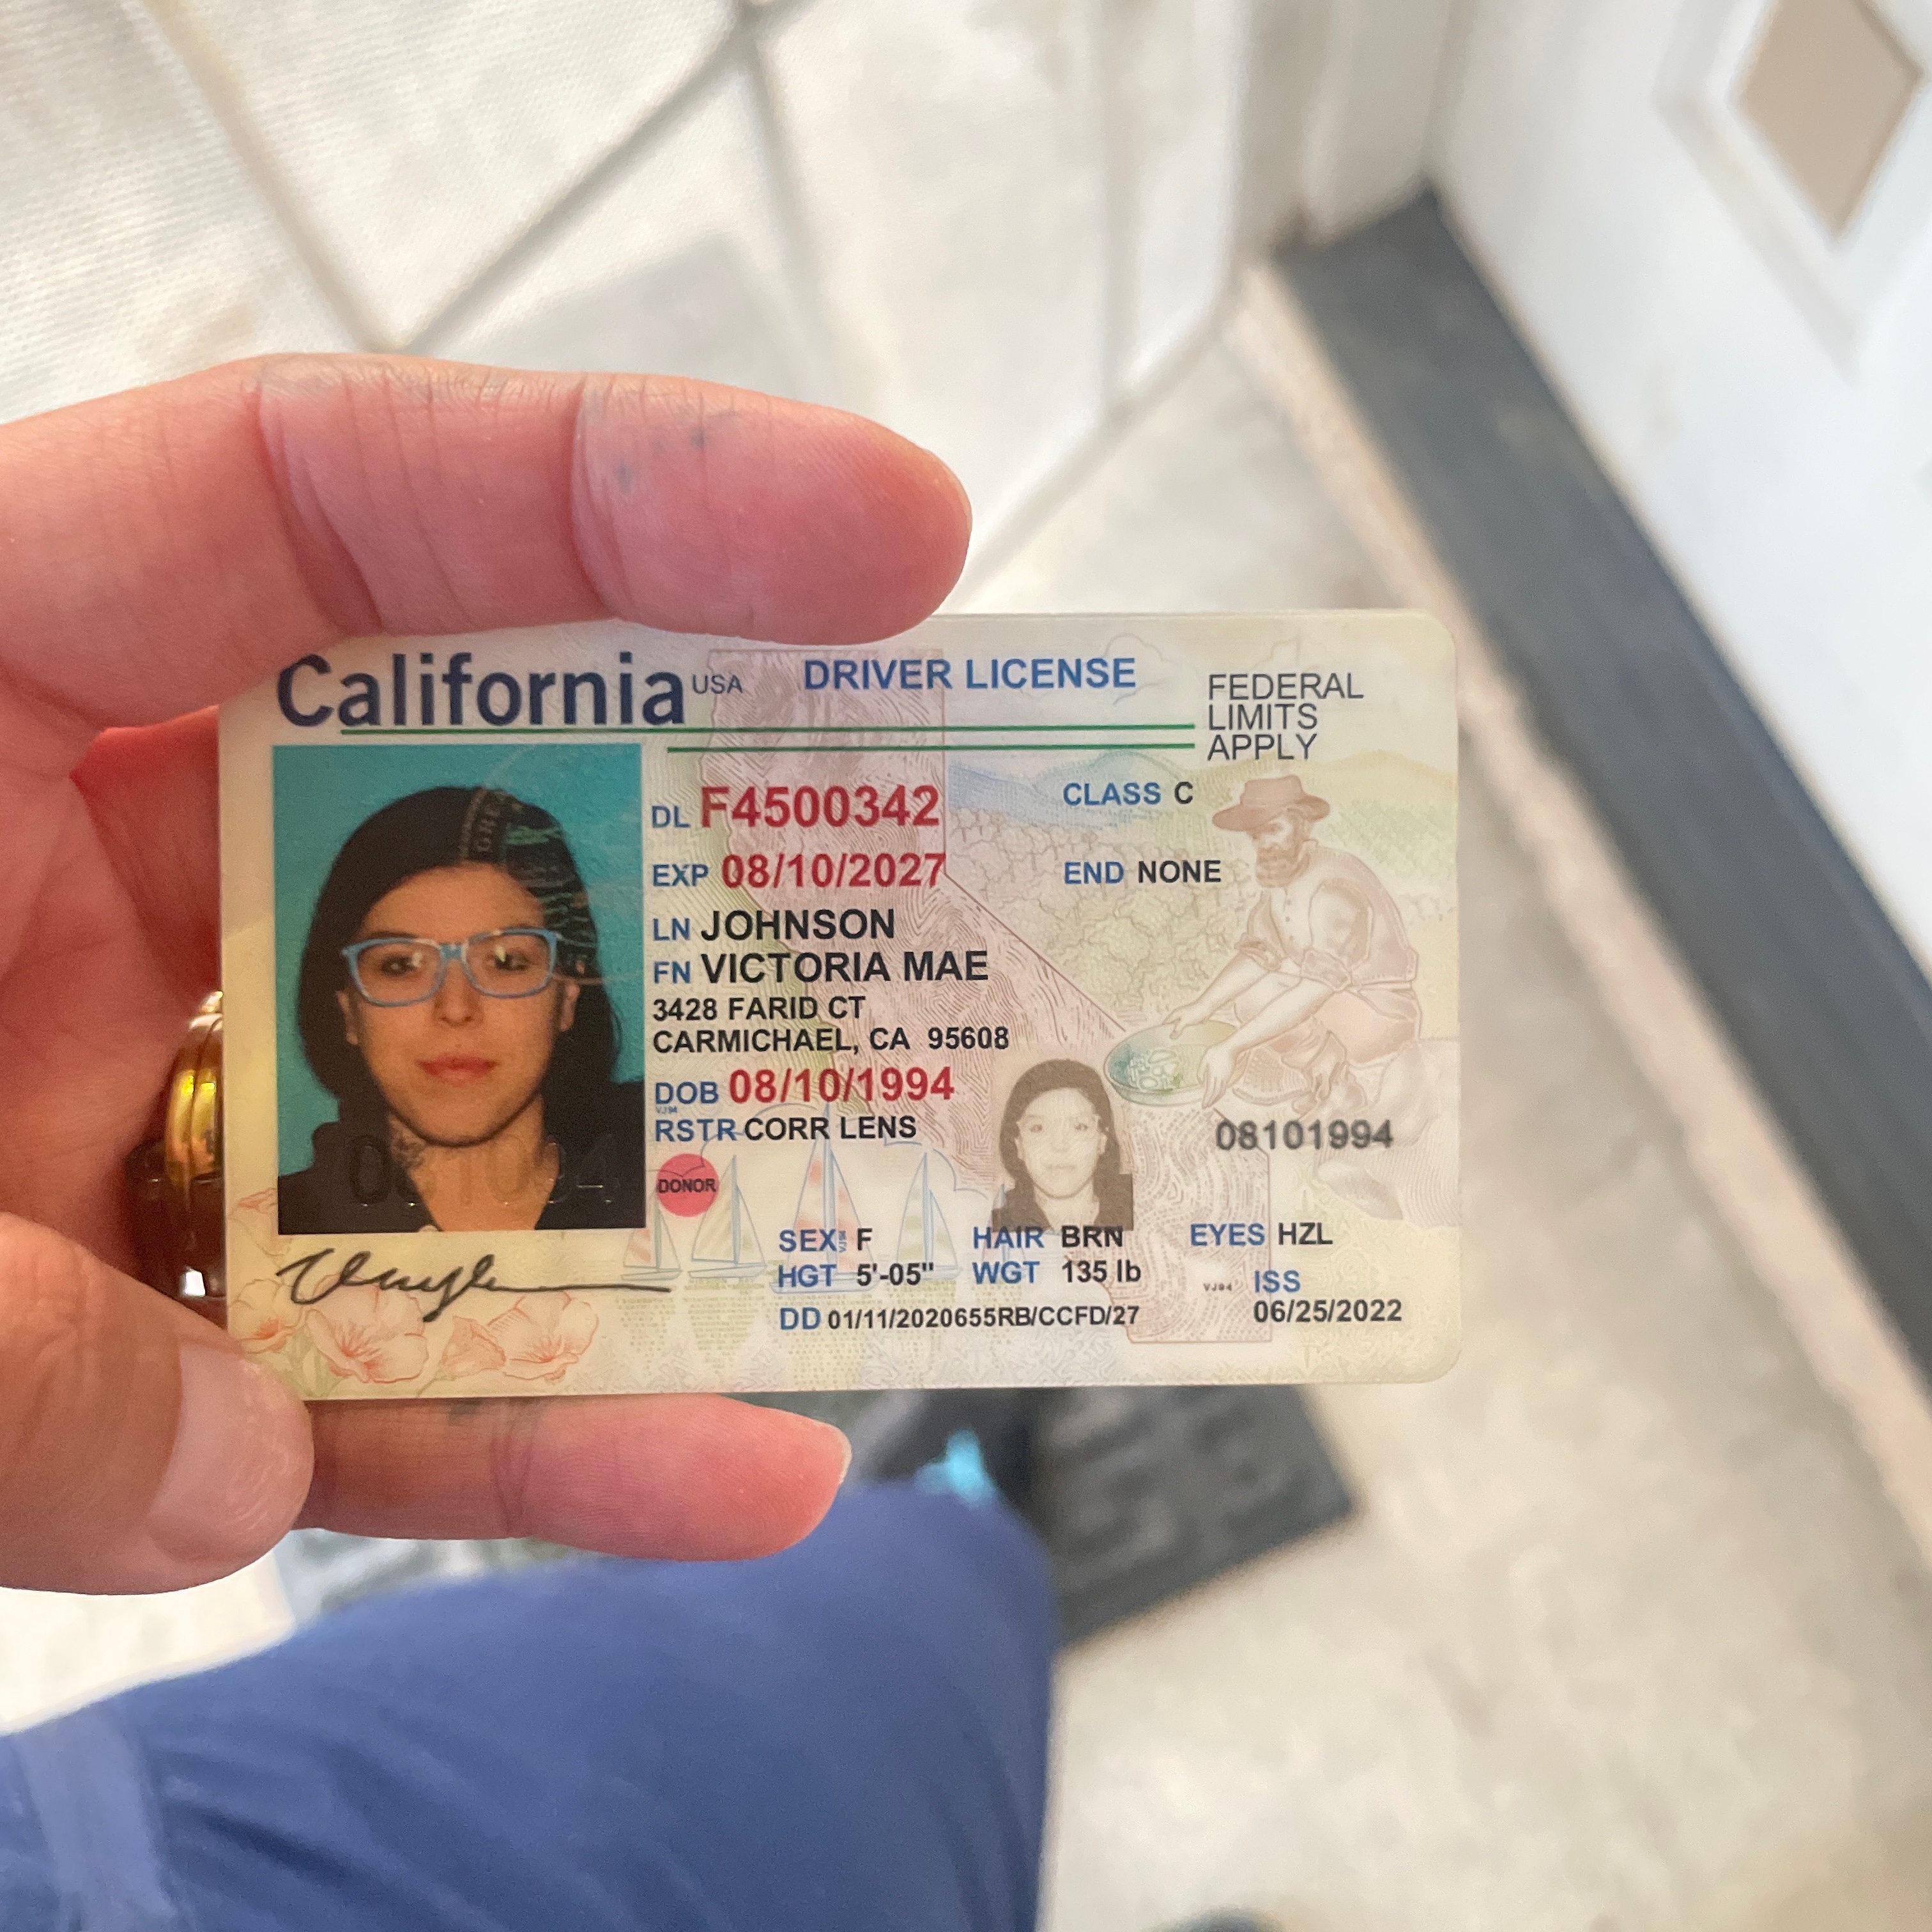 California USA DRIVER LICENSE
FEDERAL
LIMITS
APPLY
DL F4500342
CLASS C
EXP 08/10/2027
END NONE
LN JOHNSON
FN VICTORIA MAE
3428 FARID CT
CARMICHAEL, CA 95608
DOB 08/10/1994
RSTR CORR LENS
08101994
DONOR
SEX F HAIR BRN EYES HZL
HGT 5'-05" WGT 135 lb
ISS
06/25/2022
DD 01/11/2020655RB/CCFD/27